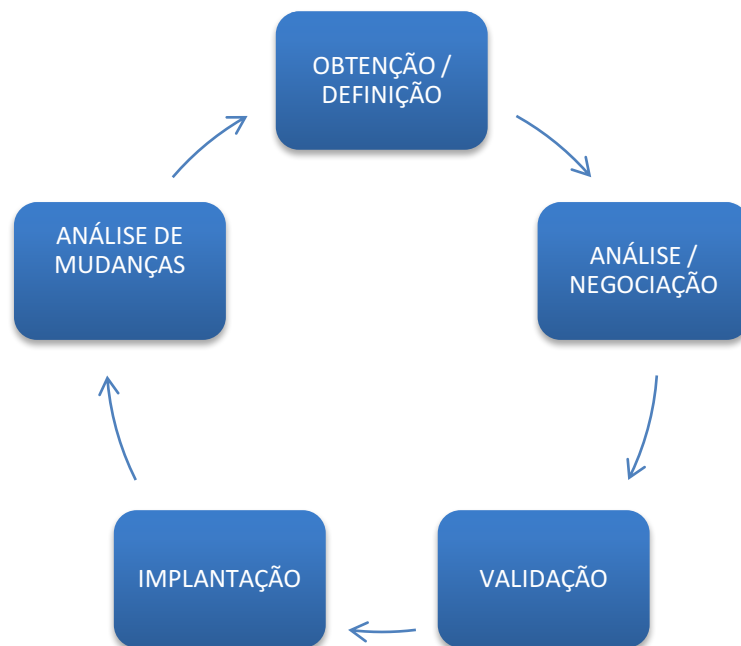 OBTENÇÃO /
DEFINIÇÃO
ANÁLISE /
NEGOCIAÇÃO
VALIDAÇÃO
IMPLANTAÇÃO
ANÁLISE DE
MUDANÇAS